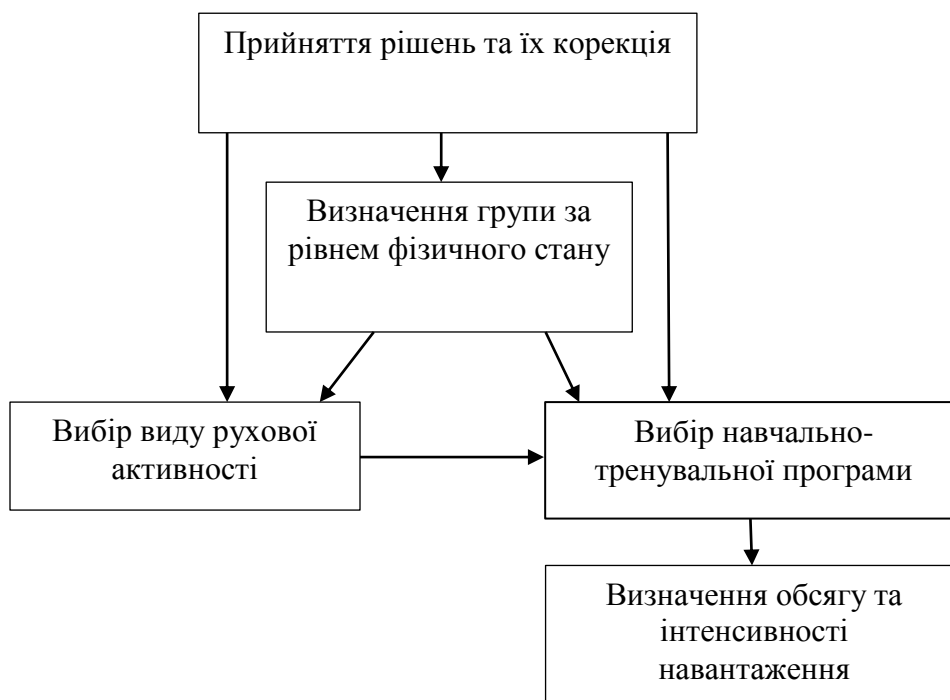 Прийняття рішень та їх корекція
Визначення групи за
рівнем фізичного стану
Вибір виду рухової
активності
Вибір навчально-
тренувальної програми
Визначення обсягу та
інтенсивності
навантаження